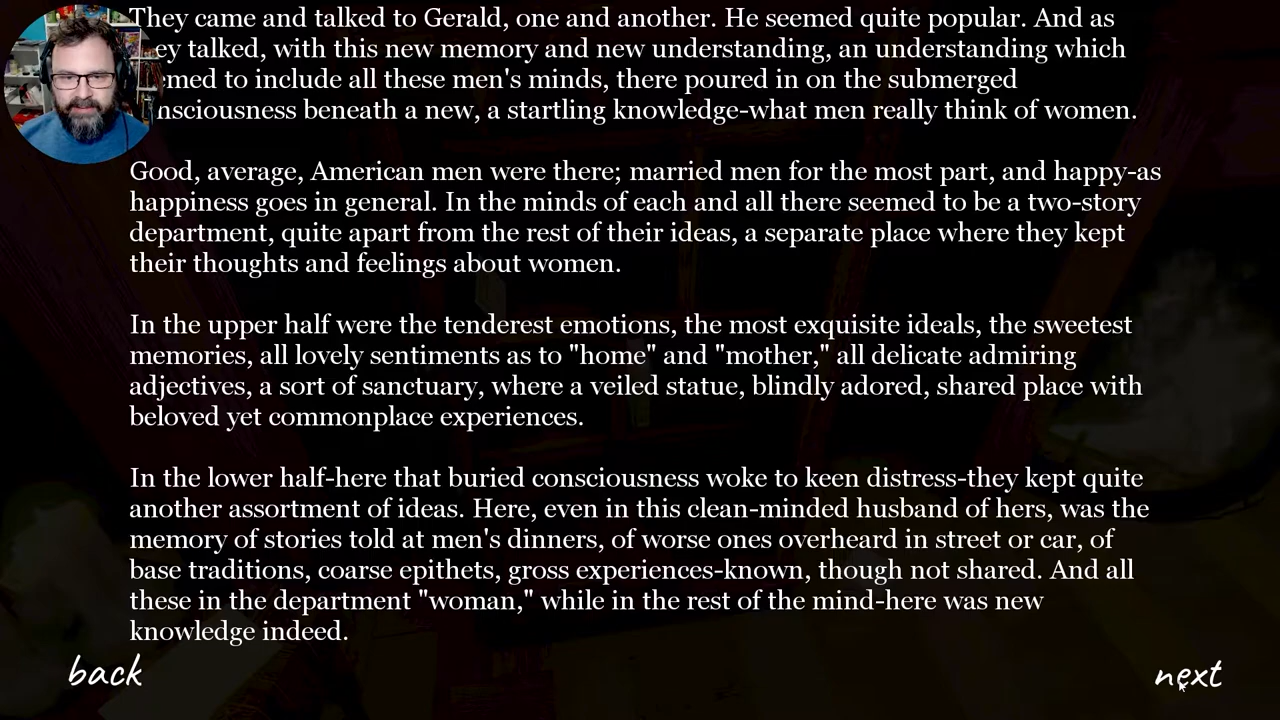 They came and talked to Gerald, one and another. He seemed quite popular. And as
ey talked, with this new memory and new understanding, an understanding which
med to include all these men's minds, there poured in on the submerged
nsciousness beneath a new, a startling knowledge-what men really think of women.
Good, average, American men were there; married men for the most part, and happy-as
happiness goes in general. In the minds of each and all there seemed to be a two-story
department, quite apart from the rest of their ideas, a separate place where they kept
their thoughts and feelings about women.
In the upper half were the tenderest emotions, the most exquisite ideals, the sweetest
memories, all lovely sentiments as to "home" and "mother," all delicate admiring
adjectives, a sort of sanctuary, where a veiled statue, blindly adored, shared place with
beloved yet commonplace experiences.
In the lower half-here that buried consciousness woke to keen distress-they kept quite
another assortment of ideas. Here, even in this clean-minded husband of hers, was the
memory of stories told at men's dinners, of worse ones overheard in street or car, of
base traditions, coarse epithets, gross experiences-known, though not shared. And all
these in the department "woman," while in the rest of the mind-here was new
knowledge indeed.
back
next